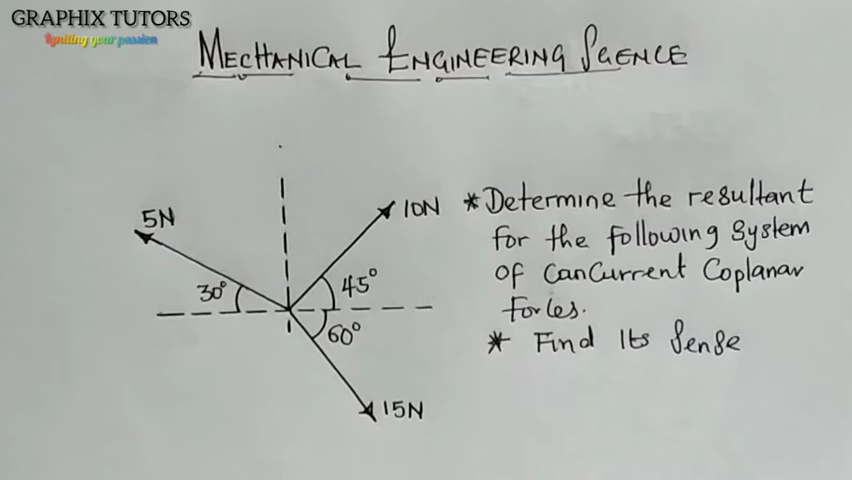 GRAPHIX TUTORS
Igniting your passion
MECHANICAL ENGINEERING SCIENCE
5N
10N
30°
45°
60°
15N
*Determine the resultant
for the following System
of ConCurrent Coplanar
forces.
* Find Its Sense